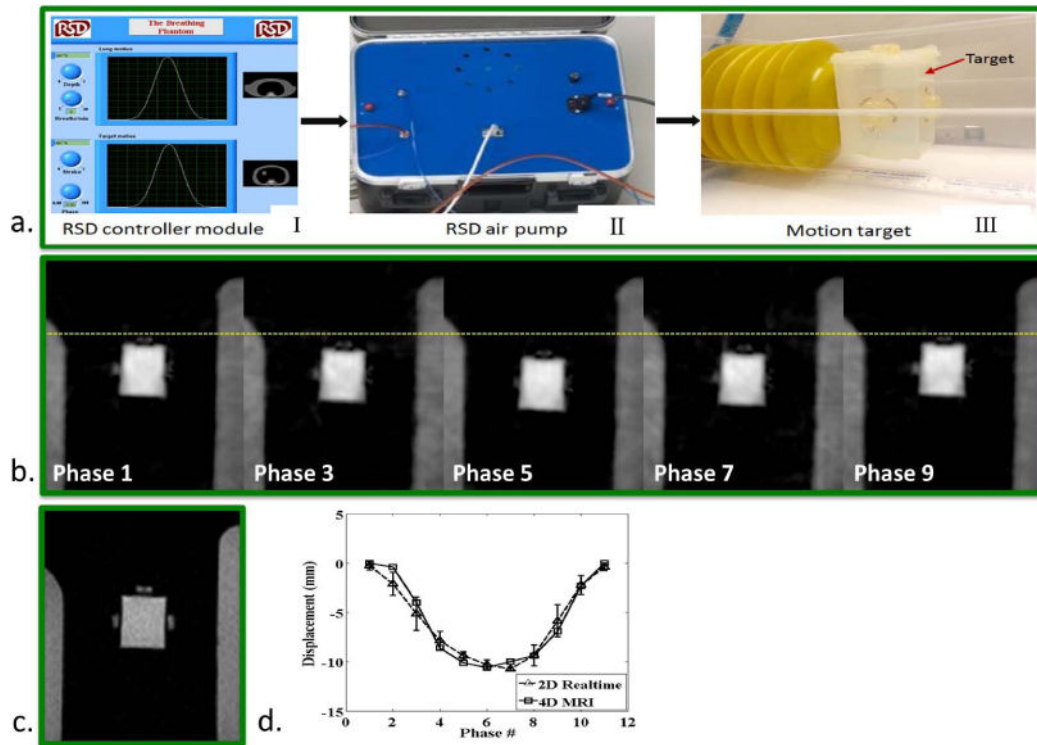 a.
RSD
The Breathing
Phantom
RSD
Lung motion
Depth
Breaths/min
Target motion
Phase
I
RSD controller module
II
RSD air pump
Target
III
Motion target
b.
Phase 1
Phase 3
Phase 5
Phase 7
Phase 9
c.
d.
Displacement (mm)
5
0
-5
-10
-15
0
2
4
6
8
10
12
Phase #
2D Realtime
4D MRI